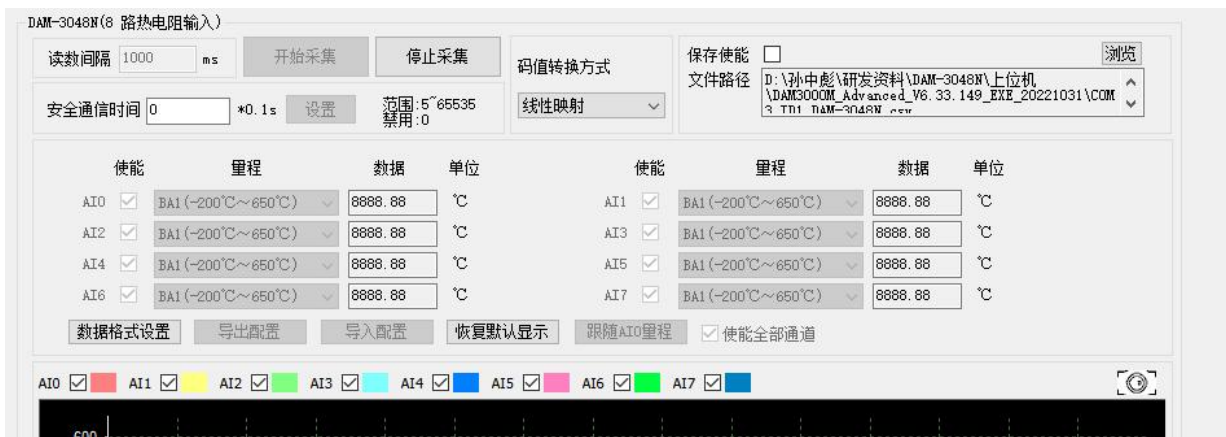 DAM-3048N(8 路热电阻输入)
读数间隔 1000 ms 开始采集 停止采集
安全通信时间 0 *0.1s 设置 范围:5~65535
禁用:0
码值转换方式
线性映射
保存使能 浏览
文件路径 D:\孙中彪\研发资料\DAM-3048N\上位机
\DAM3000M_Advanced_V6.33.149_EXE_20221031\COM
3_TD1_DAM-3048N.csv
使能 量程 数据 单位 使能 量程 数据 单位
AI0 BA1(-200℃～650℃) 8888.88 ℃ AI1 BA1(-200℃～650℃) 8888.88 ℃
AI2 BA1(-200℃～650℃) 8888.88 ℃ AI3 BA1(-200℃～650℃) 8888.88 ℃
AI4 BA1(-200℃～650℃) 8888.88 ℃ AI5 BA1(-200℃～650℃) 8888.88 ℃
AI6 BA1(-200℃～650℃) 8888.88 ℃ AI7 BA1(-200℃～650℃) 8888.88 ℃
数据格式设置 导出配置 导入配置 恢复默认显示 跟随AI0量程 使能全部通道
AI0 AI1 AI2 AI3 AI4 AI5 AI6 AI7
600